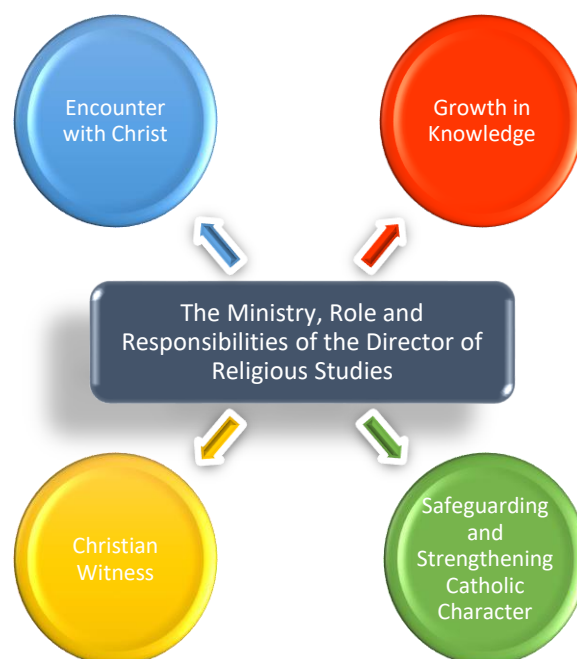 Encounter
with Christ
Growth in
Knowledge
The Ministry, Role and
Responsibilities of the Director of
Religious Studies
Christian
Witness
Safeguarding
and
Strengthening
Catholic
Character